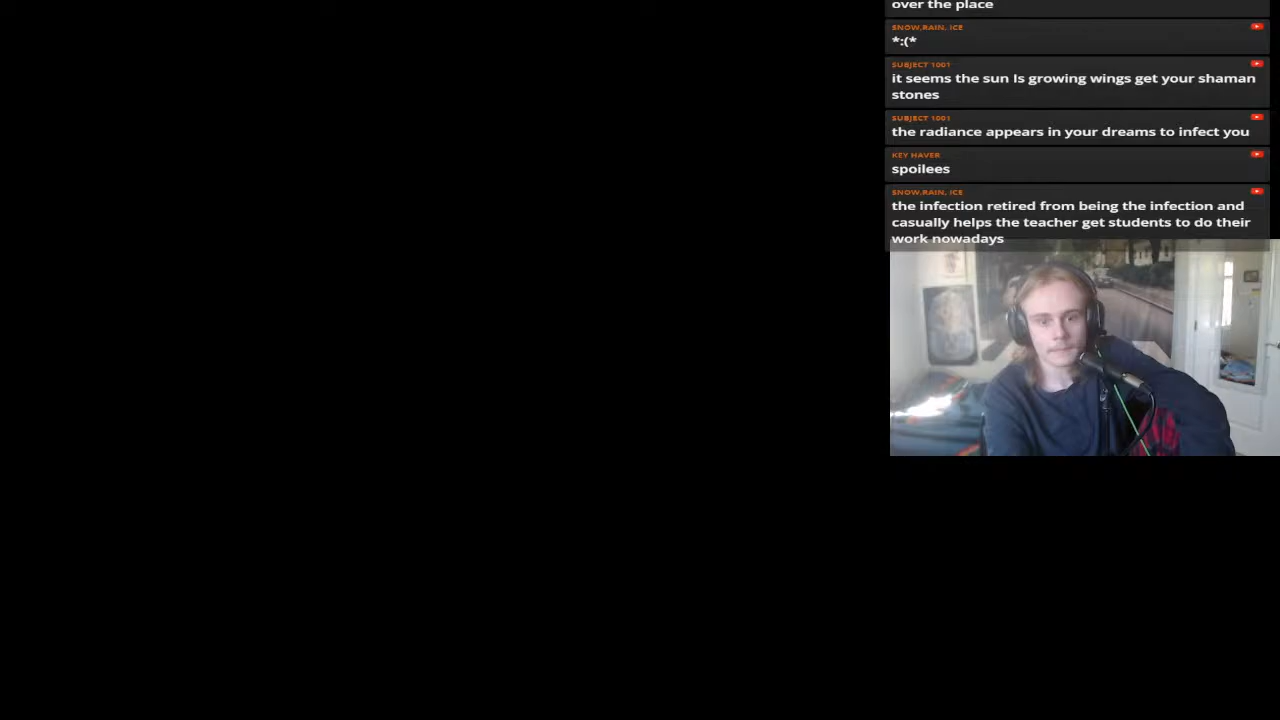 over the place
SNOW,RAIN, ICE
*:(*
SUBJECT 1001
it seems the sun Is growing wings get your shaman
stones
SUBJECT 1001
the radiance appears in your dreams to infect you
KEY HAVER
spoilees
SNOW,RAIN, ICE
the infection retired from being the infection and
casually helps the teacher get students to do their
work nowadays